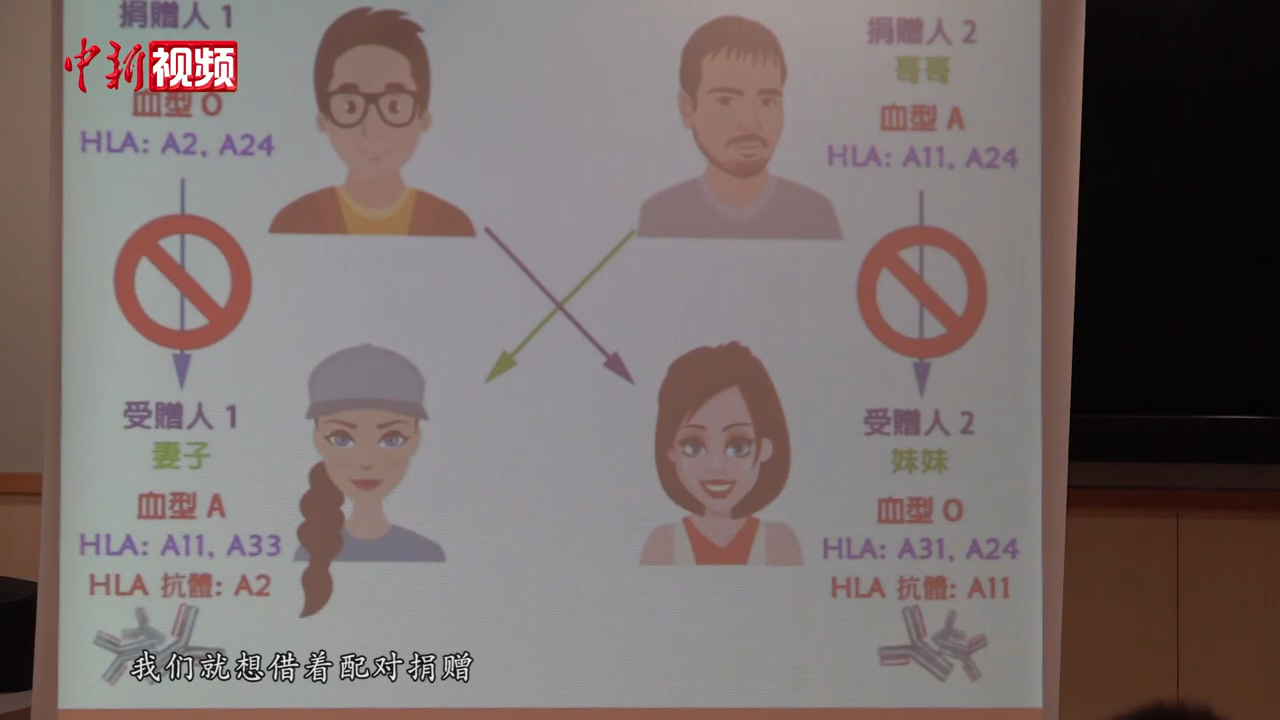 捐贈人 1
中新视频
血型 O
HLA: A2, A24
捐贈人 2
哥哥
血型 A
HLA: A11, A24
受贈人 1
妻子
血型 A
HLA: A11, A33
HLA 抗體: A2
受贈人 2
妹妹
血型 O
HLA: A31, A24
HLA 抗體: A11
我们就想借着配对捐赠